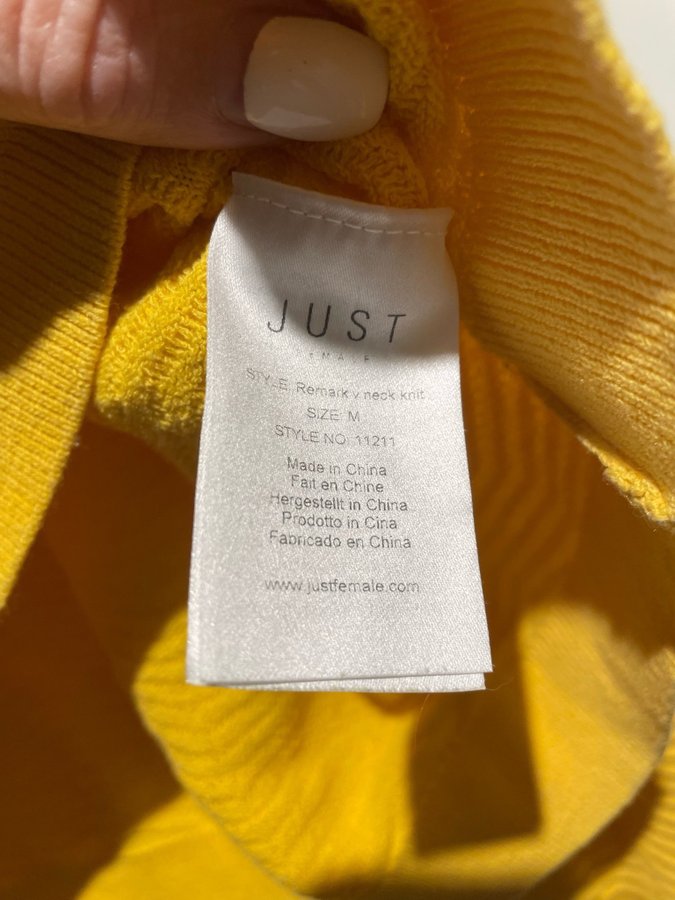 JUST
FEMALE
STYLE: Remark v neck knit
SIZE: M
STYLE NO: 11211
Made in China
Fait en Chine
Hergestellt in China
Prodotto in Cina
Fabricado en China
www.justfemale.com